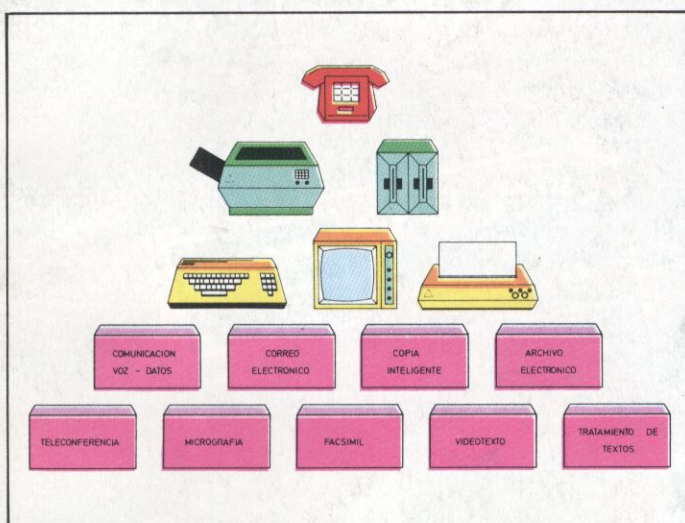 COMUNICACION
VOZ - DATOS
CORREO
ELECTRONICO
COPIA
INTELIGENTE
ARCHIVO
ELECTRONICO
TELECONFERENCIA
MICROGRAFIA
FACSIMIL
VIDEOTEXTO
TRATAMIENTO DE
TEXTOS